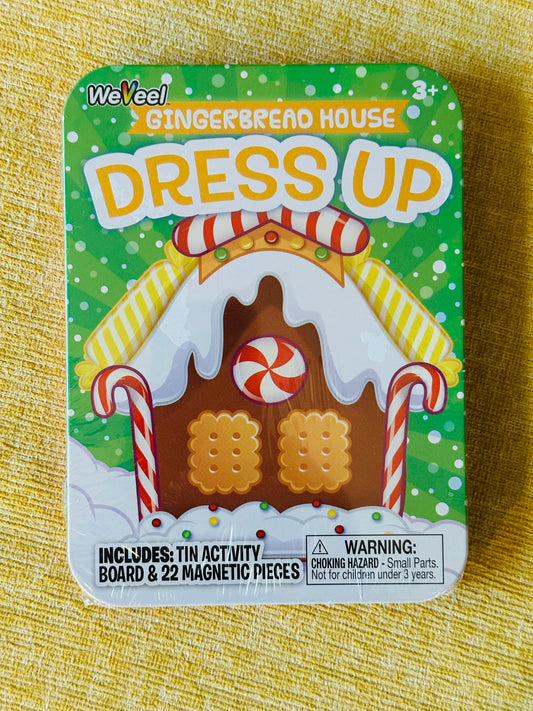 WeVeel
3+
GINGERBREAD HOUSE
DRESS UP
INCLUDES: TIN ACTIVITY
BOARD & 22 MAGNETIC PIECES
WARNING:
CHOKING HAZARD - Small Parts.
Not for children under 3 years.